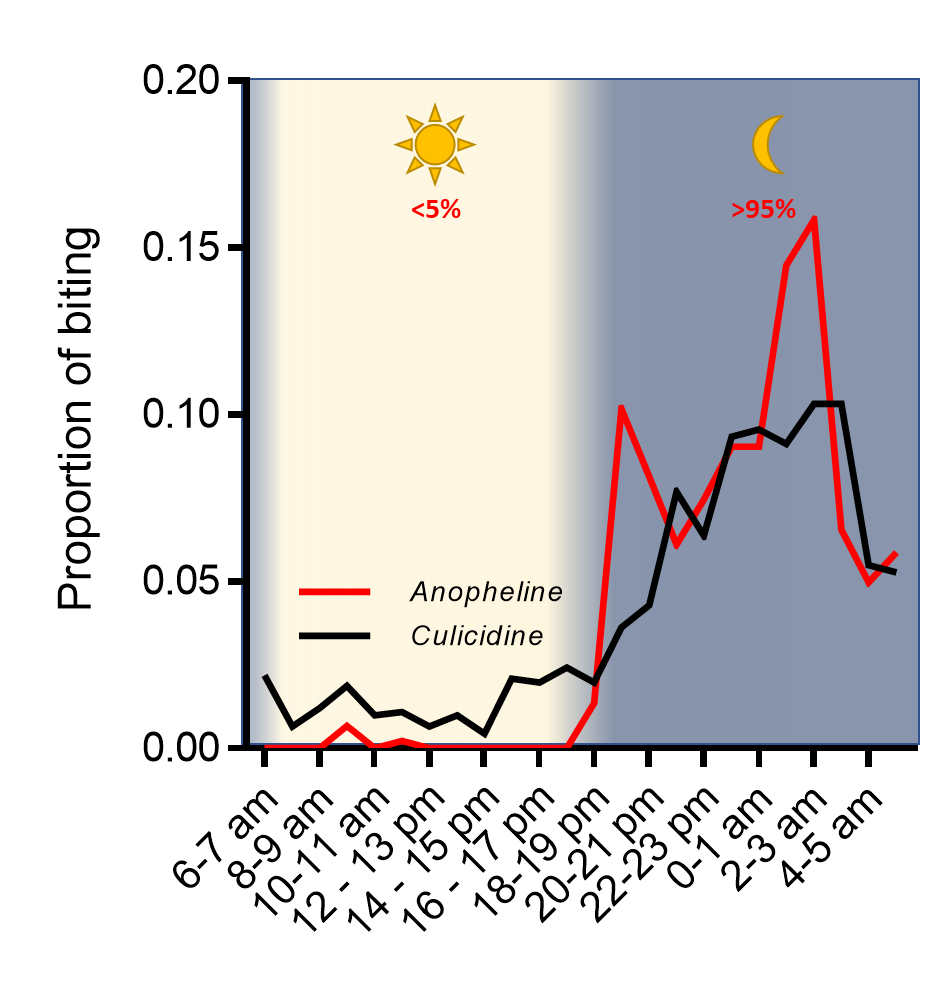 0.20
0.15
0.10
0.05
0.00
Proportion of biting
<5%
>95%
Anopheline
Culicidine
6-7 am
8-9 am
10-11 am
12 - 13 pm
14 - 15 pm
16 - 17 pm
18-19 pm
20-21 pm
22-23 pm
0-1 am
2-3 am
4-5 am